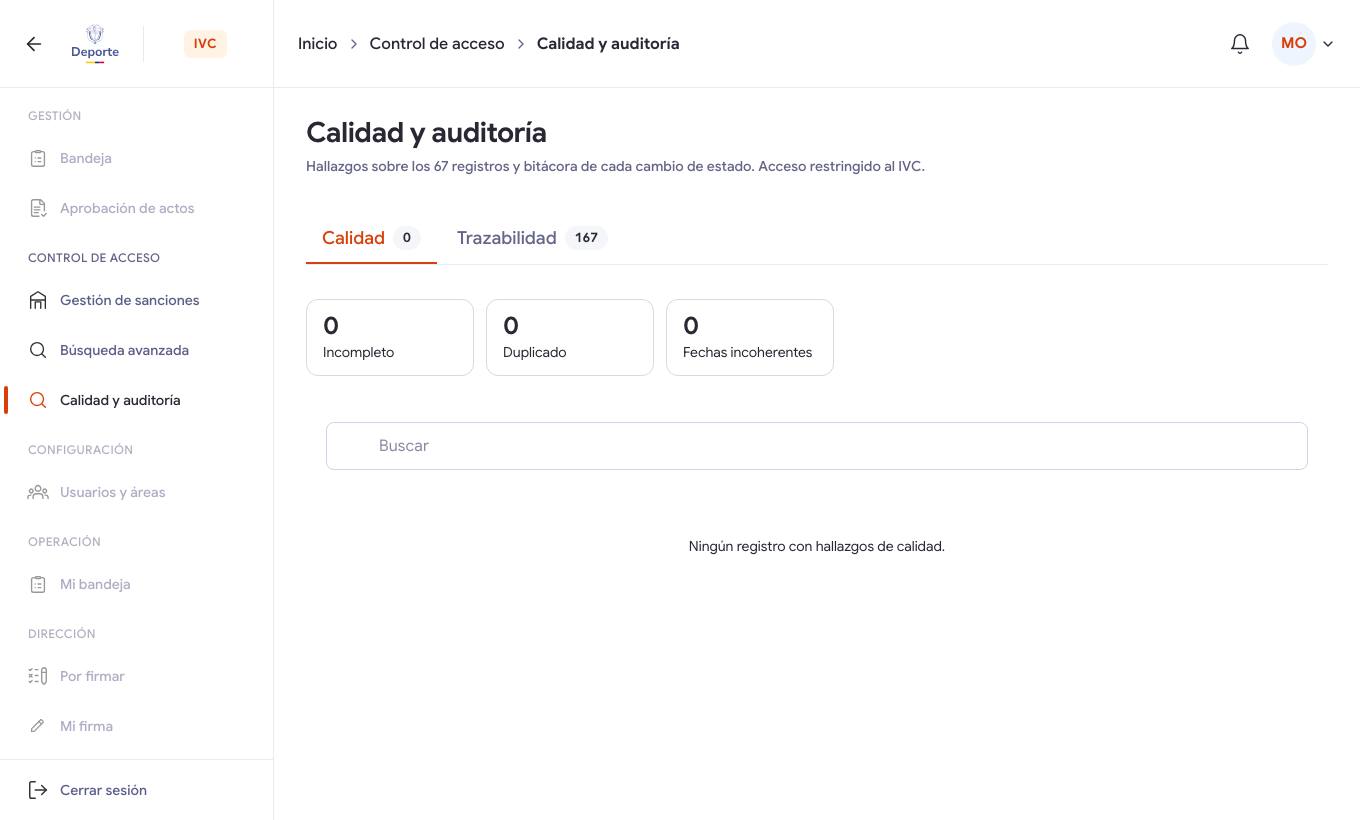 Deporte
IVC
Inicio > Control de acceso > Calidad y auditoría
MO
GESTIÓN
Bandeja
Aprobación de actos
CONTROL DE ACCESO
Gestión de sanciones
Búsqueda avanzada
Calidad y auditoría
CONFIGURACIÓN
Usuarios y áreas
OPERACIÓN
Mi bandeja
DIRECCIÓN
Por firmar
Mi firma
Cerrar sesión
Calidad y auditoría
Hallazgos sobre los 67 registros y bitácora de cada cambio de estado. Acceso restringido al IVC.
Calidad 0 Trazabilidad 167
0
Incompleto
0
Duplicado
0
Fechas incoherentes
Buscar
Ningún registro con hallazgos de calidad.